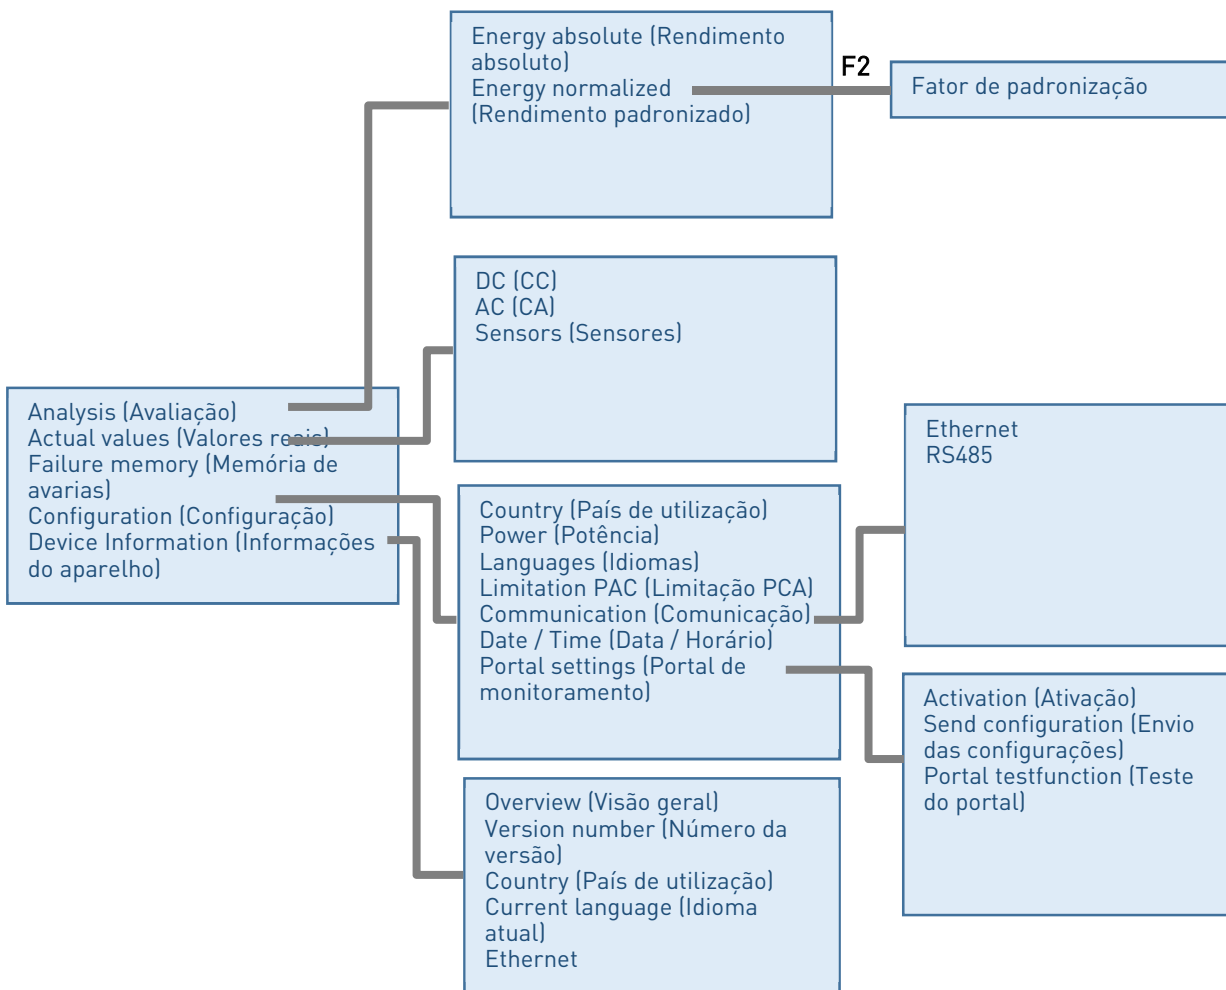 Energy absolute (Rendimento
absoluto)
Energy normalized
(Rendimento padronizado)
F2
Fator de padronização
DC (CC)
AC (CA)
Sensors (Sensores)
Analysis (Avaliação)
Actual values (Valores reais)
Failure memory (Memória de
avarias)
Configuration (Configuração)
Device Information (Informações
do aparelho)
Country (País de utilização)
Power (Potência)
Languages (Idiomas)
Limitation PAC (Limitação PCA)
Communication (Comunicação)
Date / Time (Data / Horário)
Portal settings (Portal de
monitoramento)
Ethernet
RS485
Activation (Ativação)
Send configuration (Envio
das configurações)
Portal testfunction (Teste
do portal)
Overview (Visão geral)
Version number (Número da
versão)
Country (País de utilização)
Current language (Idioma
atual)
Ethernet